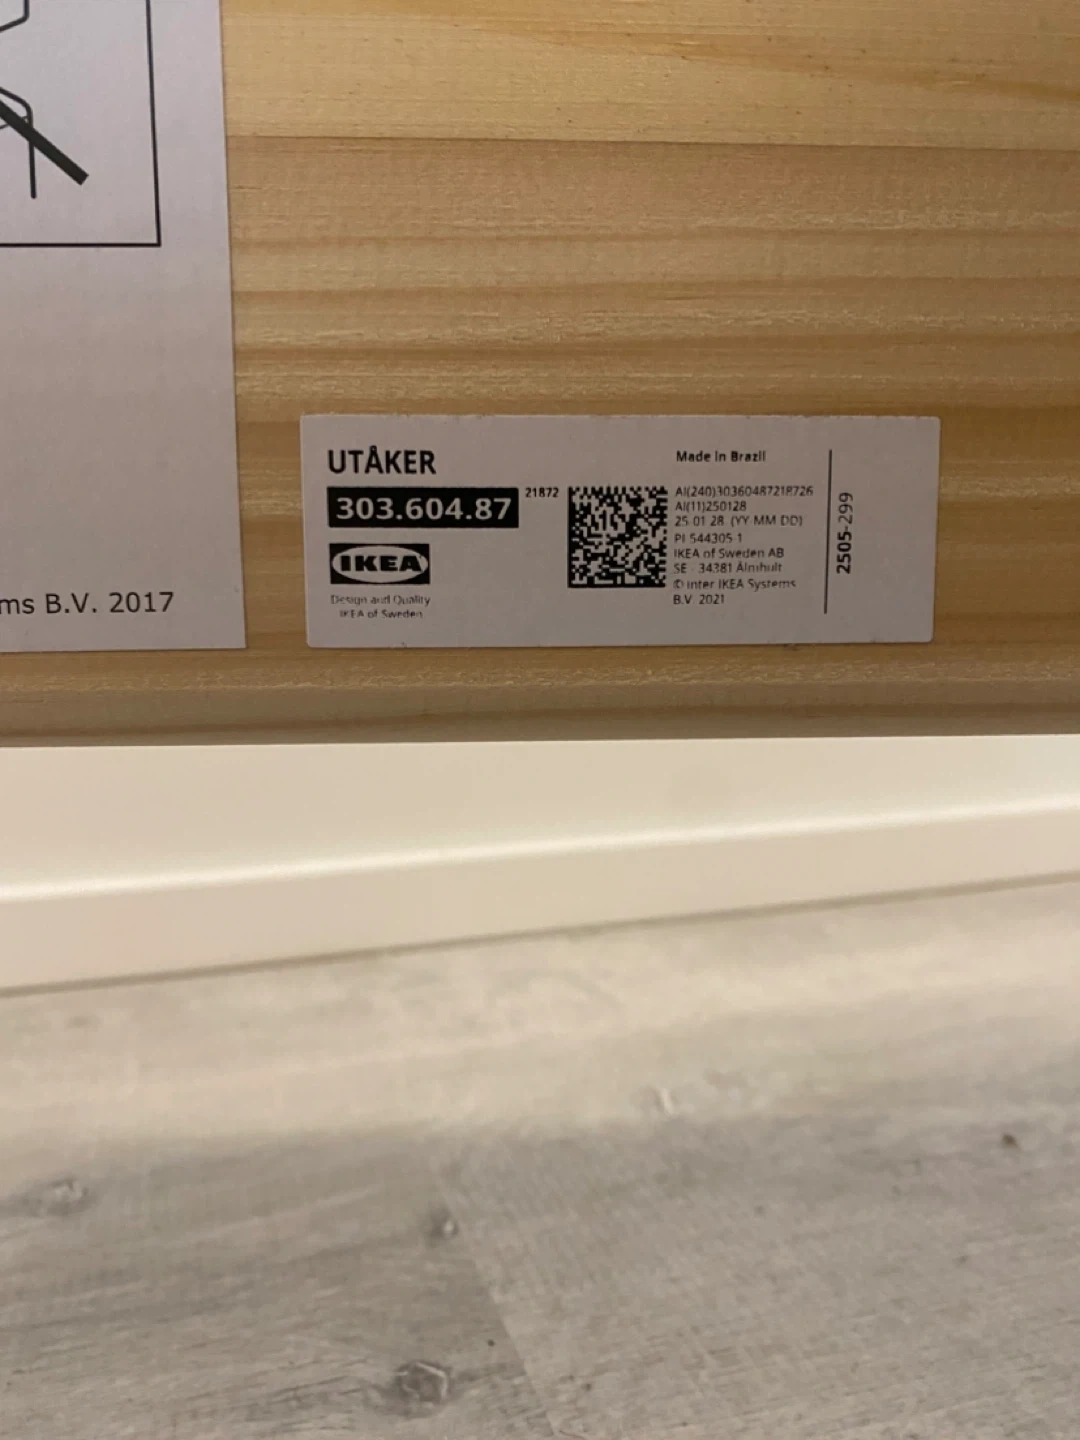 ms B.V. 2017
UTÅKER
303.604.87
21872
IKEA
Design and Quality
IKEA of Sweden
Made in Brazil
AI(240)30360487218726
AI(11)250128
25 01 28 (YY MM DD)
PI 544305-1
IKEA of Sweden AB
SE - 34381 Älmhult
© Inter IKEA Systems
B.V. 2021
2505-299